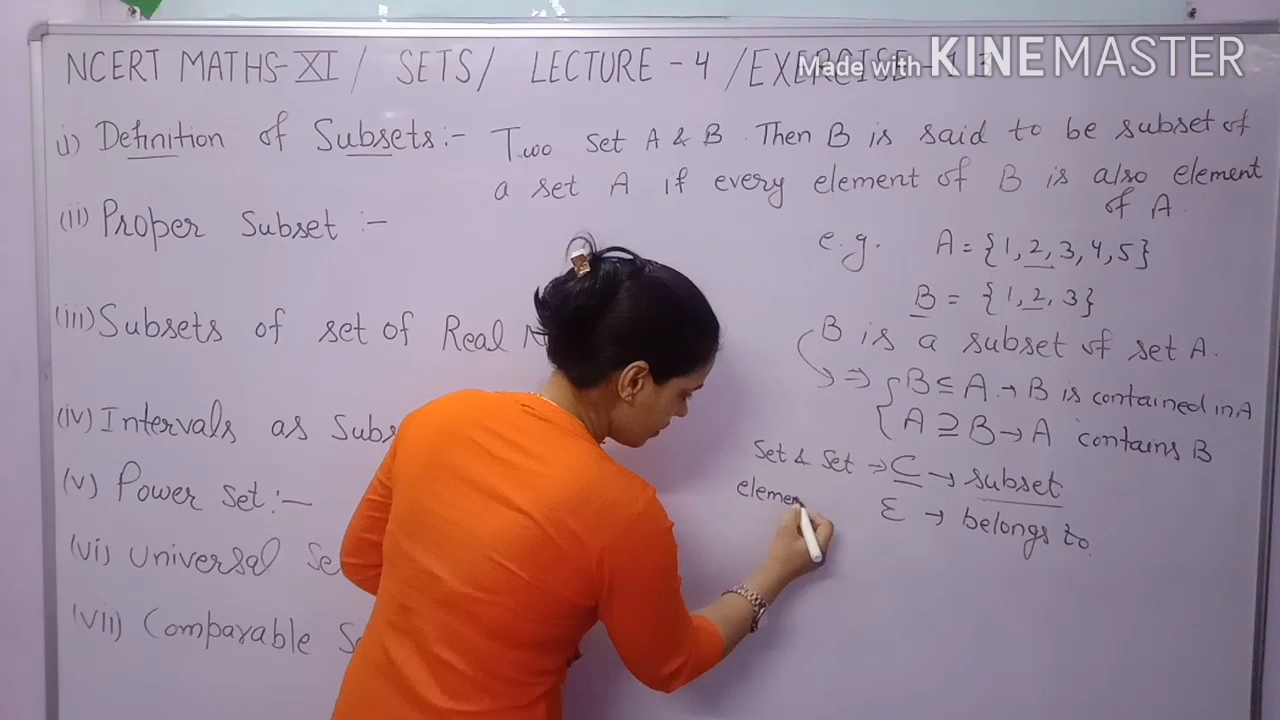 NCERT MATHS-XI / SETS / LECTURE - 4 / EXERCISE - 1.3
Made with KINEMASTER
(i) Definition of Subsets :- Two set A & B. Then B is said to be subset of
a set A if every element of B is also element
of A.
(ii) Proper Subset :-
e.g. A = {1, 2, 3, 4, 5}
B = {1, 2, 3}
(iii) Subsets of set of Real
B is a subset of set A.
⇒ { B ⊆ A → B is contained in A
A ⊇ B → A contains B
(iv) Intervals as
Set & Set → ⊂ → subset
(v) Power Set :-
elemen
ε → belongs to
(vi) Universal
(vii) Comparable